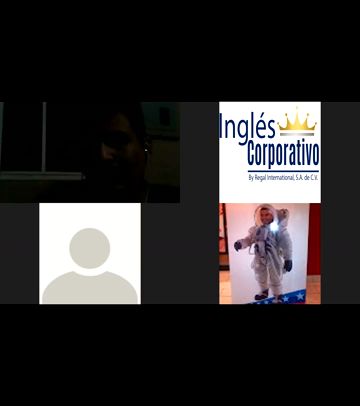 Inglés
Corporativo
By Regal International, S.A. de C.V.